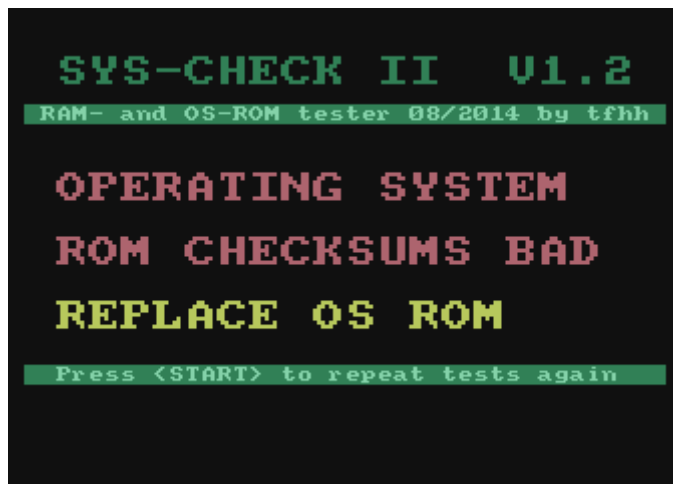 SYS-CHECK II V1.2
RAM- and OS-ROM tester 08/2014 by tfhh
OPERATING SYSTEM
ROM CHECKSUMS BAD
REPLACE OS ROM
Press <START> to repeat tests again